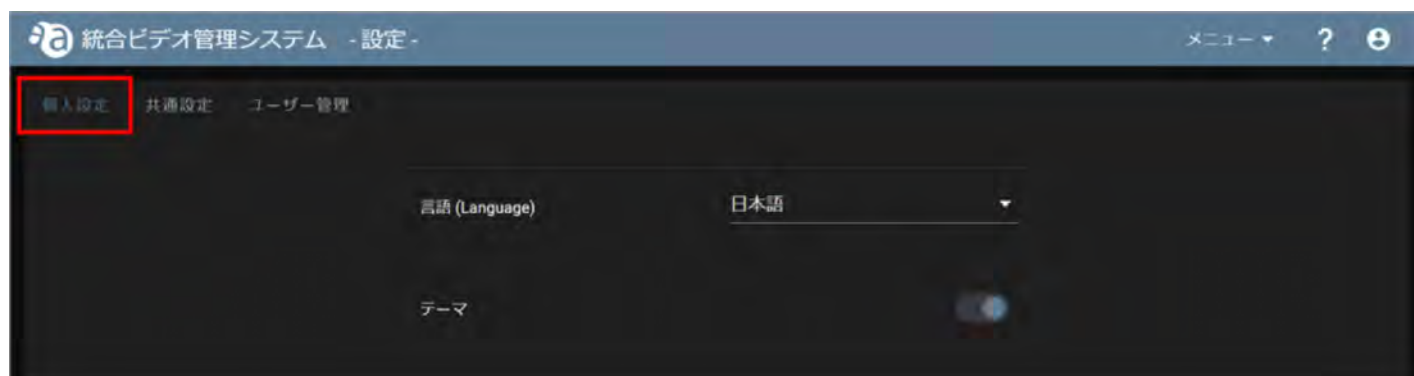 統合ビデオ管理システム - 設定 - メニュー ?
個人設定 共通設定 ユーザー管理
言語 (Language) 日本語
テーマ